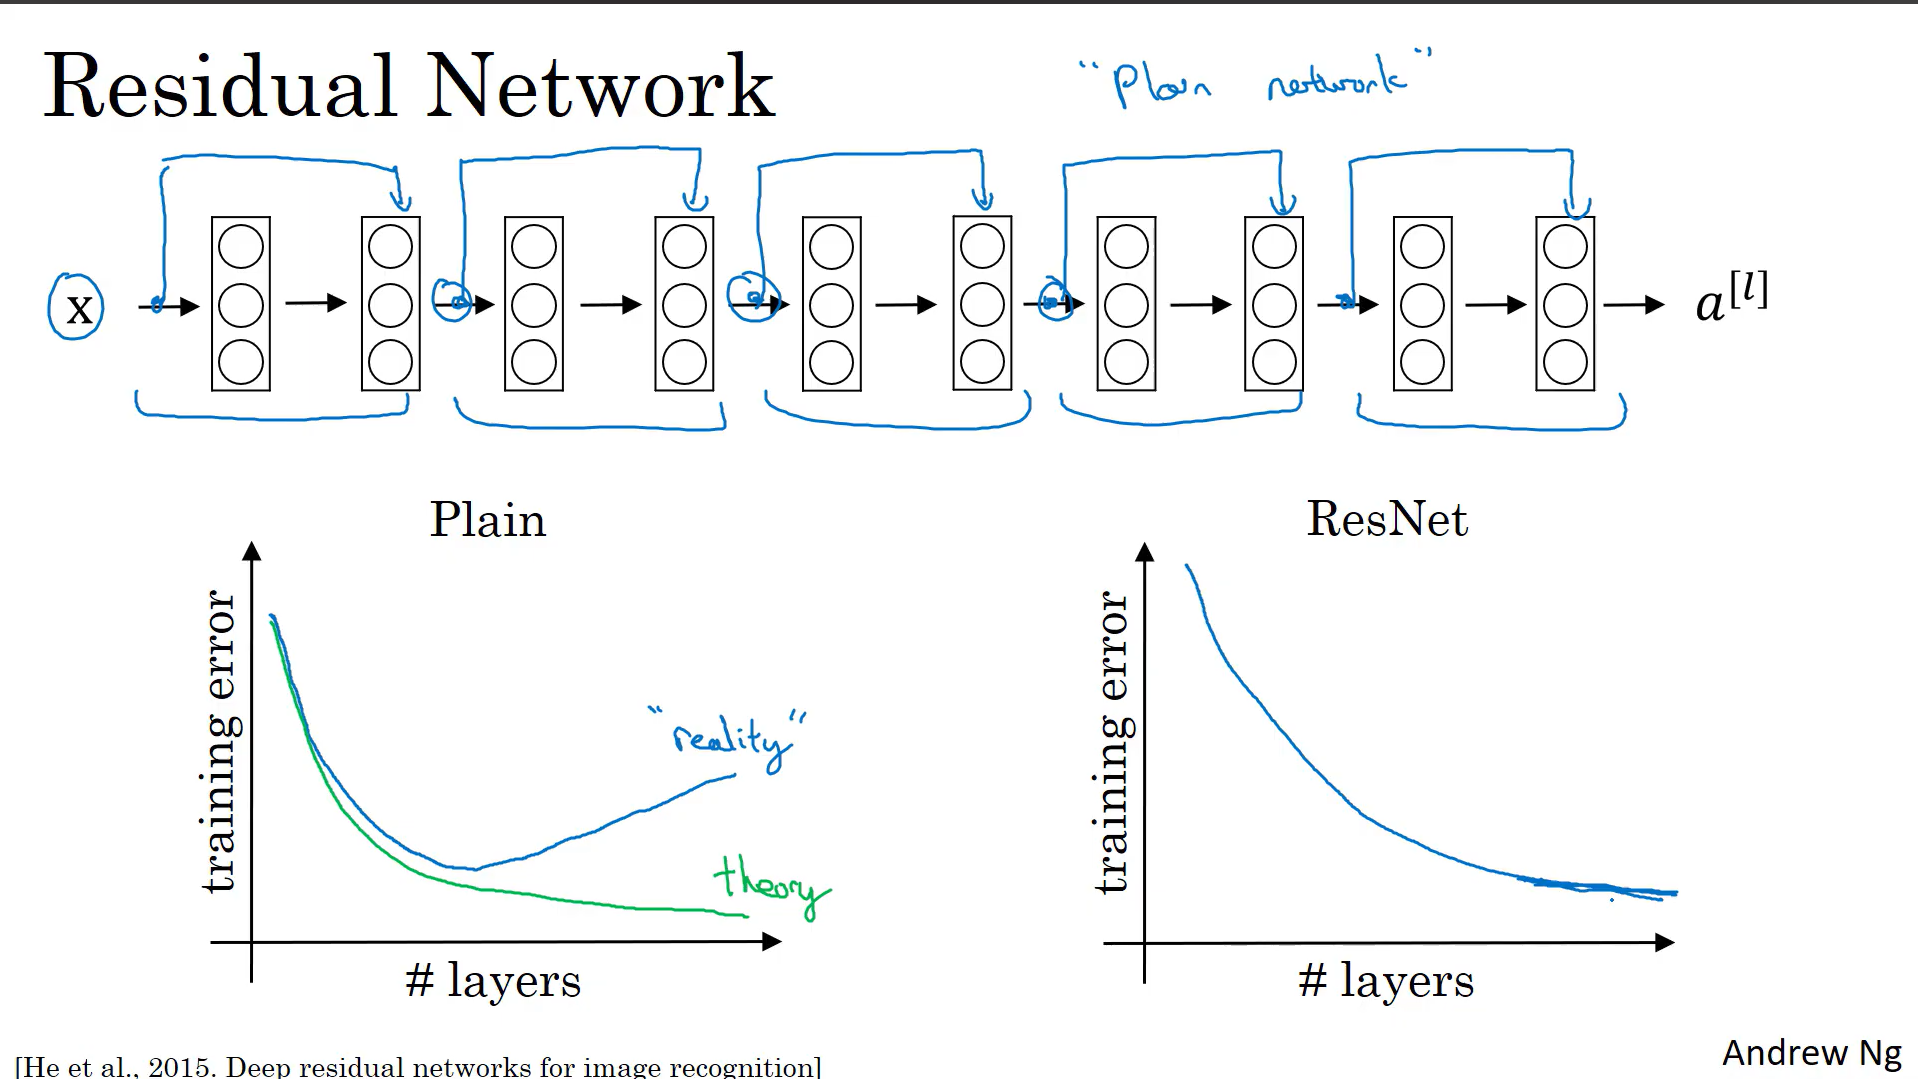 Residual Network
"Plain network"
x
a[l]
Plain
ResNet
training error
"reality"
theory
# layers
training error
# layers
[He et al., 2015. Deep residual networks for image recognition]
Andrew Ng